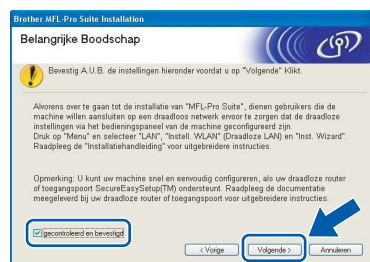 Brother MFL-Pro Suite Installation
Belangrijke Boodschap
Bevestig A.U.B. de instellingen hieronder voordat u op "Volgende" Klikt.
Alvorens over te gaan tot de installatie van "MFL-Pro Suite", dienen gebruikers die de
machine willen aansluiten op een draadloos netwerk ervoor te zorgen dat de draadloze
instellingen via het bedieningspaneel van de machine geconfigureerd zijn.
Druk op "Menu" en selecteer "LAN", "Instell. WLAN" (Draadloze LAN) en "Inst. Wizard".
Raadpleeg de "Installatiehandleiding" voor uitgebreidere instructies.
Opmerking: U kunt uw machine snel en eenvoudig configureren, als uw draadloze router
of toegangspoort SecureEasySetup(TM) ondersteunt. Raadpleeg de documentatie
meegeleverd bij uw draadloze router of toegangspoort voor uitgebreidere instructies.
gecontroleerd en bevestigd
< Vorige
Volgende >
Annuleren